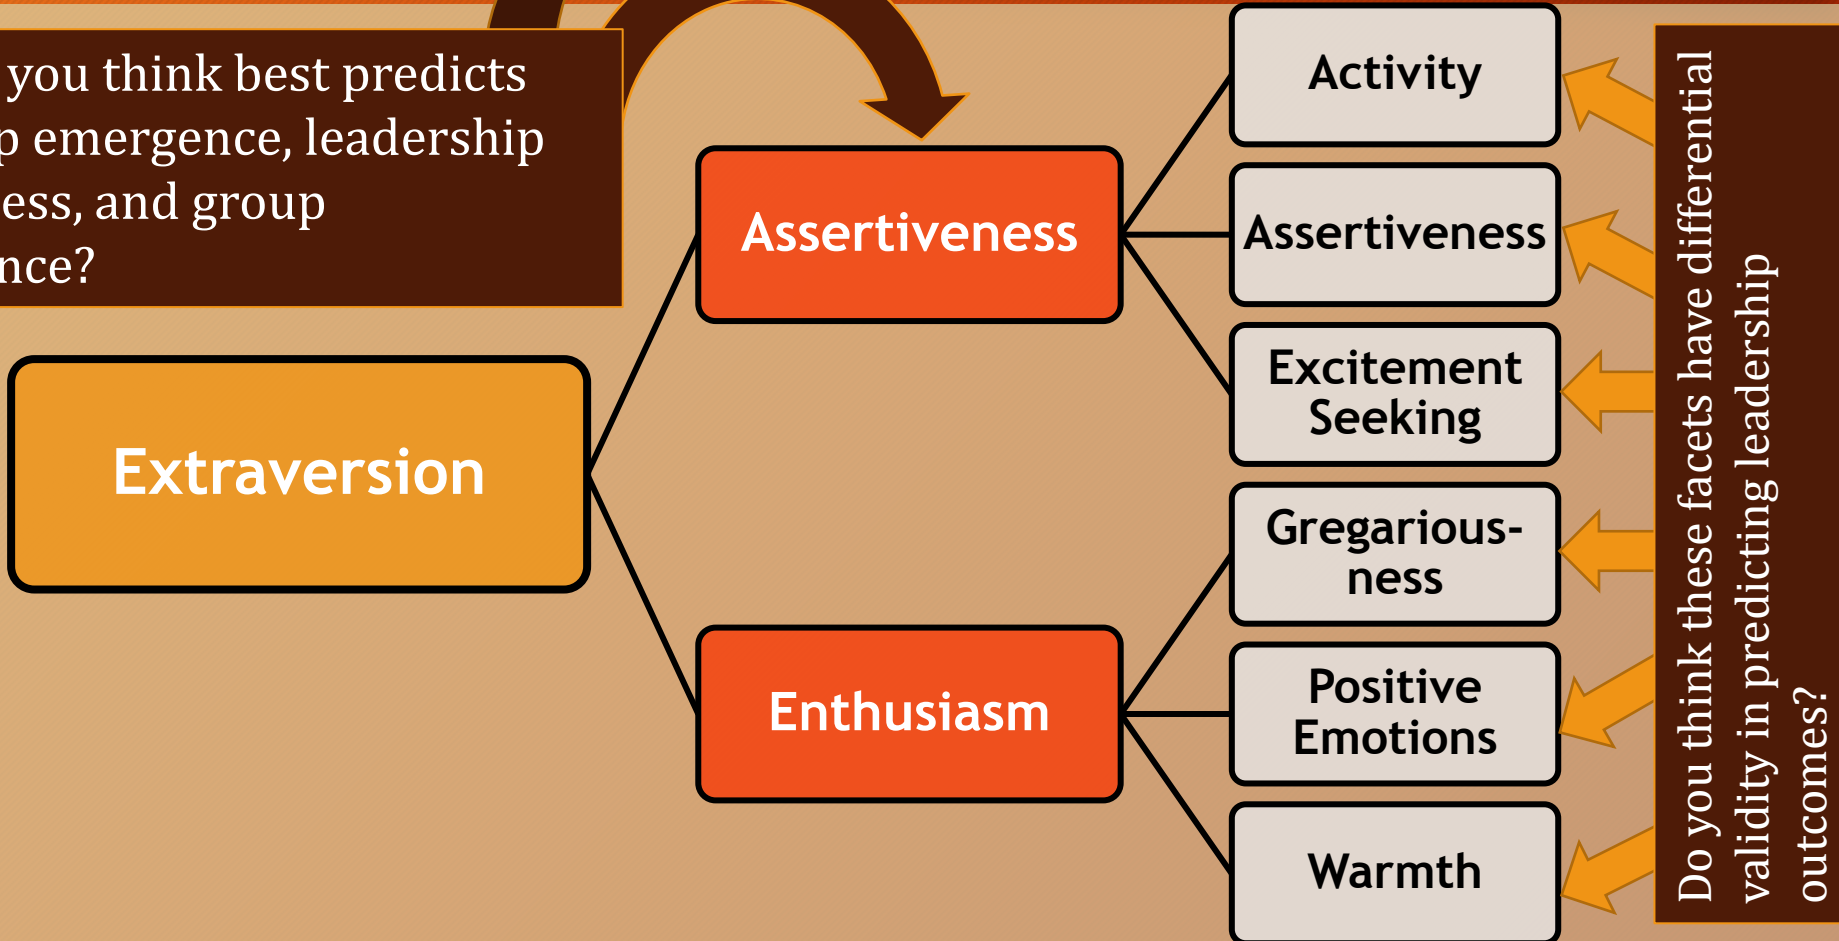 you think best predicts
p emergence, leadership
ess, and group
nce?
Extraversion
Assertiveness
Enthusiasm
Activity
Assertiveness
Excitement
Seeking
Gregarious-
ness
Positive
Emotions
Warmth
Do you think these facets have differential
validity in predicting leadership
outcomes?